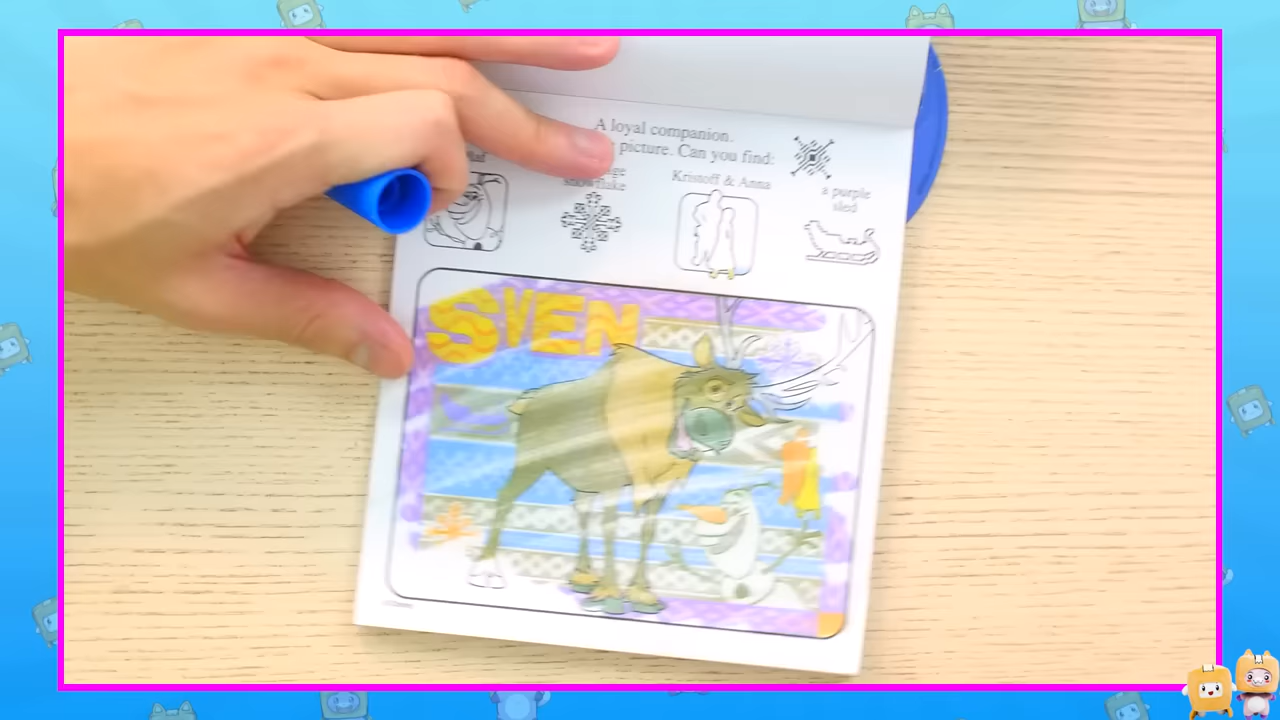 A loyal companion.
picture. Can you find:
Kristoff & Anna
a purple
sled
SVEN